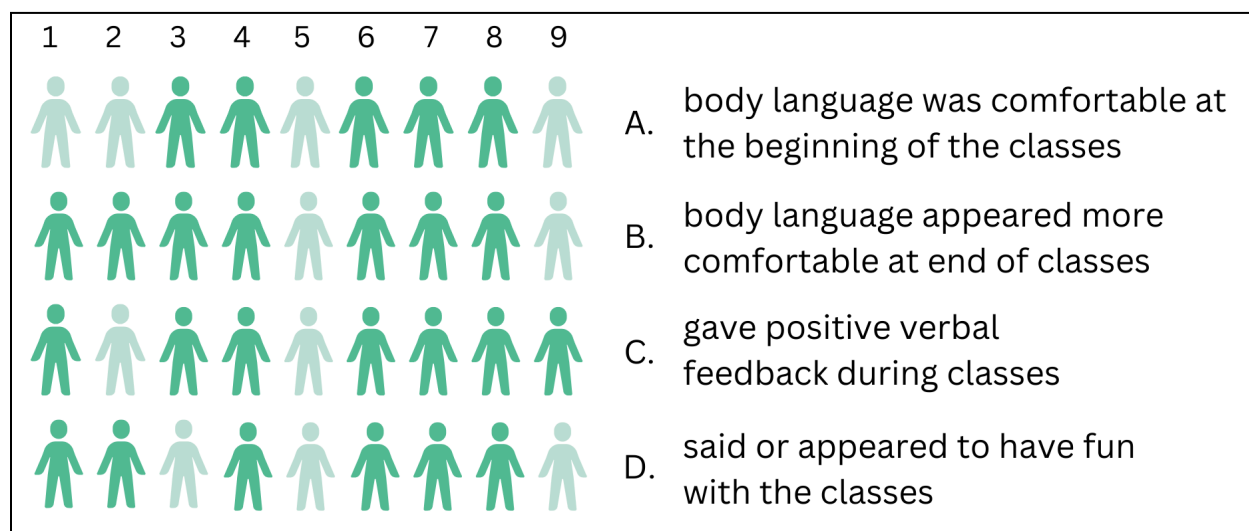 1 2 3 4 5 6 7 8 9
A. body language was comfortable at
the beginning of the classes
B. body language appeared more
comfortable at end of classes
C. gave positive verbal
feedback during classes
D. said or appeared to have fun
with the classes